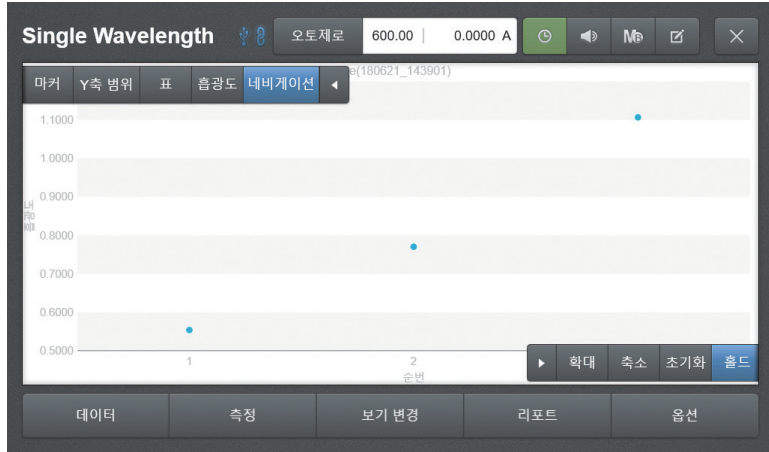 Single Wavelength 오토제로 600.00 0.0000 A
마커 Y축 범위 표 흡광도 네비게이션
e(180621_143901)
1.1000
1.0000
0.9000
0.8000
0.7000
0.6000
0.5000
흡광도
1 2
순번
확대 축소 초기화 홀드
데이터 측정 보기 변경 리포트 옵션